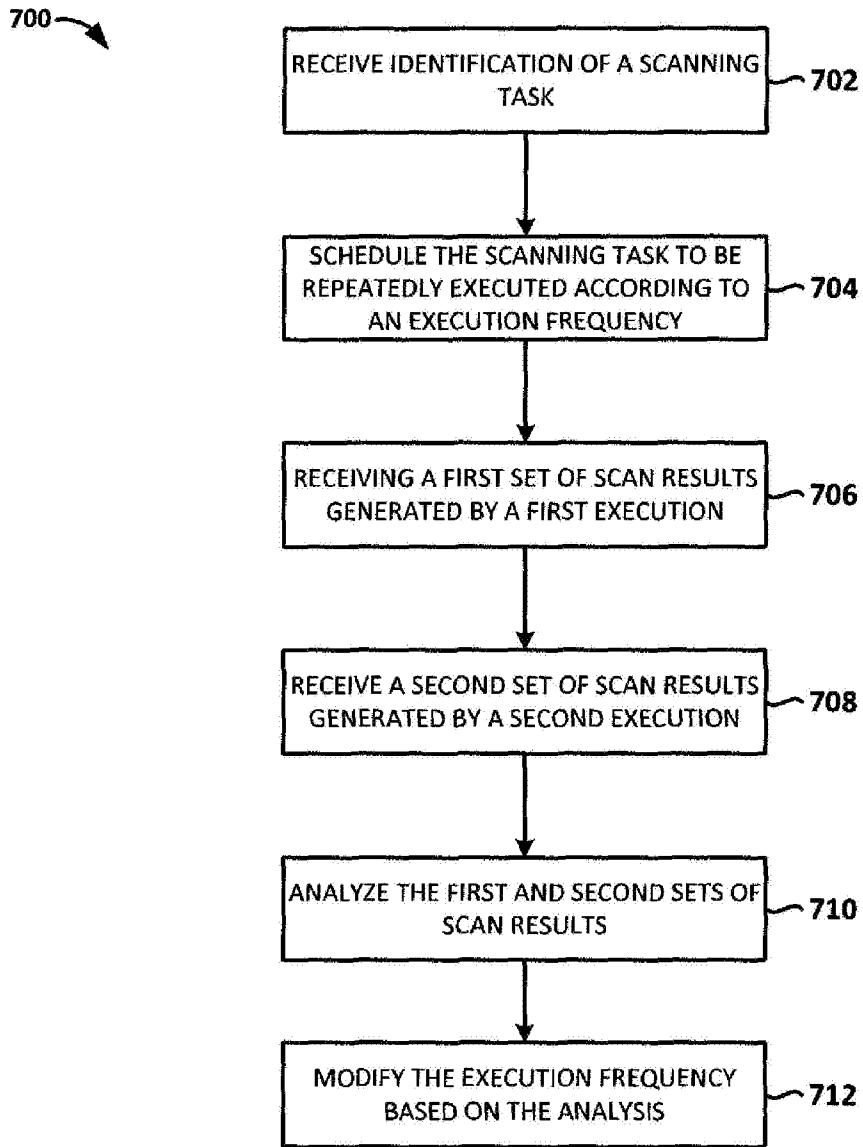 700
RECEIVE IDENTIFICATION OF A SCANNING
TASK
702
SCHEDULE THE SCANNING TASK TO BE
REPEATEDLY EXECUTED ACCORDING TO
AN EXECUTION FREQUENCY
704
RECEIVING A FIRST SET OF SCAN RESULTS
GENERATED BY A FIRST EXECUTION
706
RECEIVE A SECOND SET OF SCAN RESULTS
GENERATED BY A SECOND EXECUTION
708
ANALYZE THE FIRST AND SECOND SETS OF
SCAN RESULTS
710
MODIFY THE EXECUTION FREQUENCY
BASED ON THE ANALYSIS
712